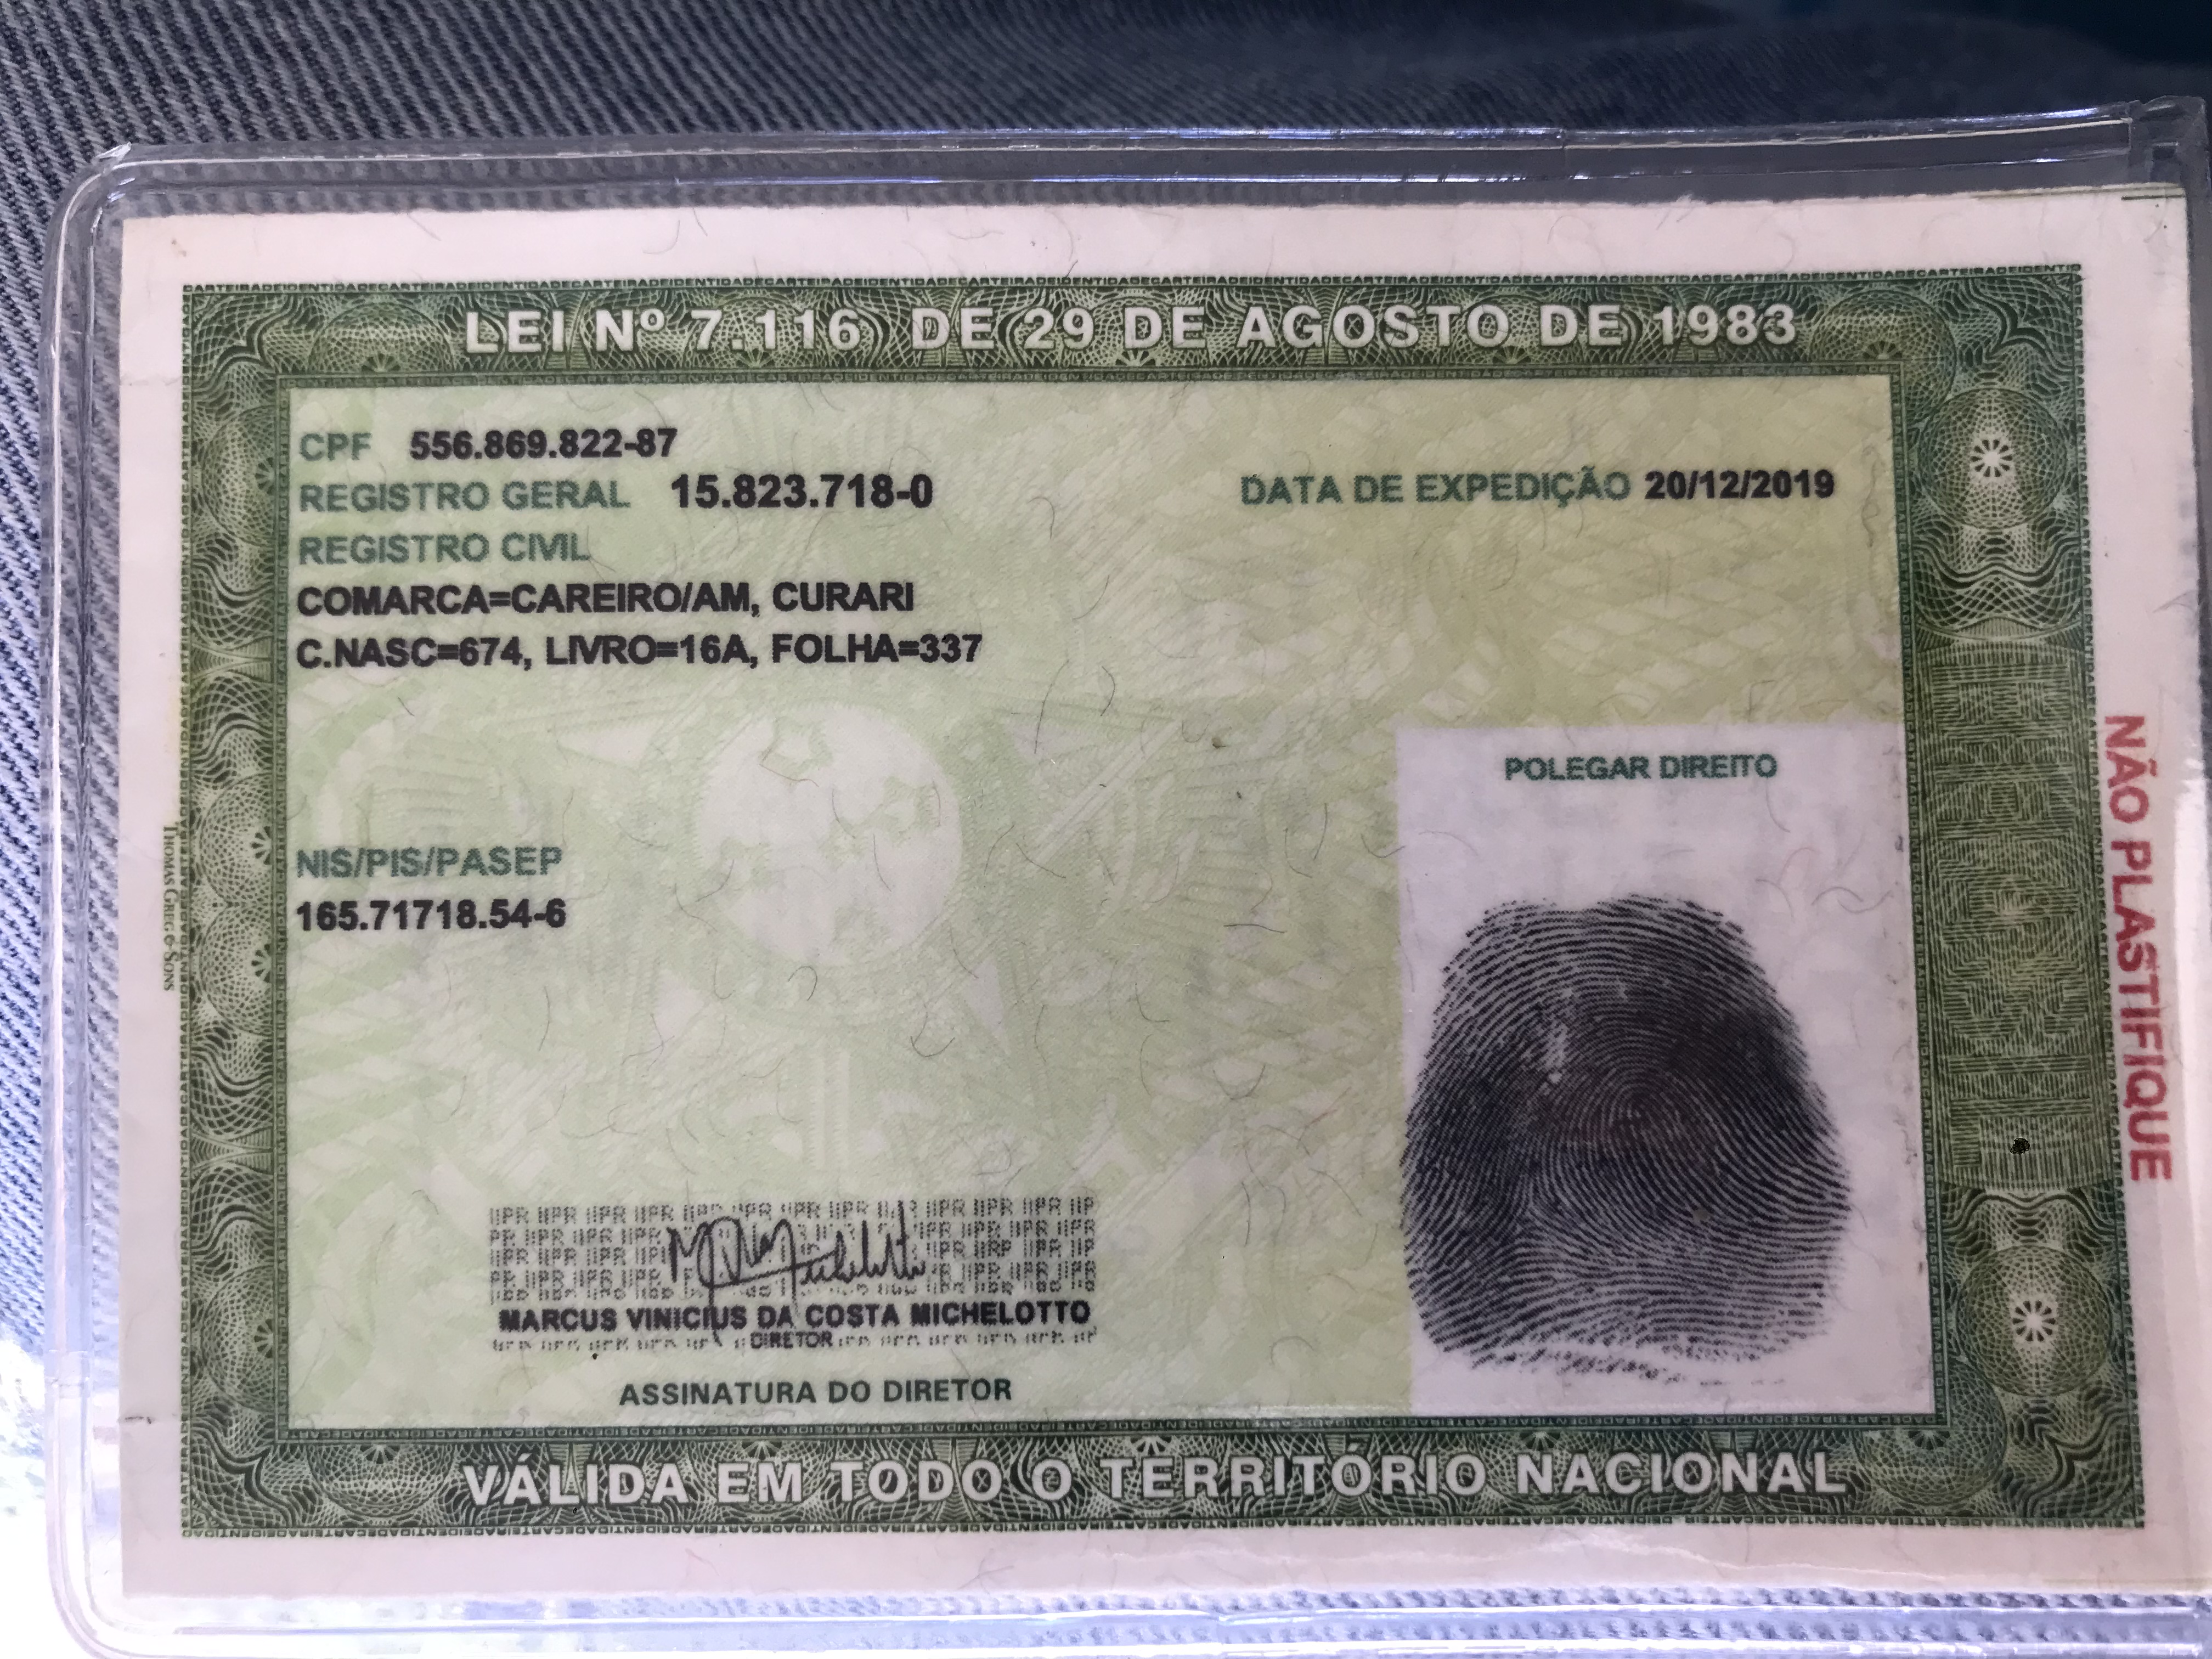 LEI Nº 7.116 DE 29 DE AGOSTO DE 1983
CPF 556.869.822-87
REGISTRO GERAL 15.823.718-0
DATA DE EXPEDIÇÃO 20/12/2019
REGISTRO CIVIL
COMARCA=CAREIRO/AM, CURARI
C.NASC=674, LIVRO=16A, FOLHA=337
POLEGAR DIREITO
NIS/PIS/PASEP
165.71718.54-6
MARCUS VINICIUS DA COSTA MICHELOTTO
DIRETOR
ASSINATURA DO DIRETOR
VÁLIDA EM TODO O TERRITÓRIO NACIONAL
THOMAS GREG & SONS
NÃO PLASTIFIQUE